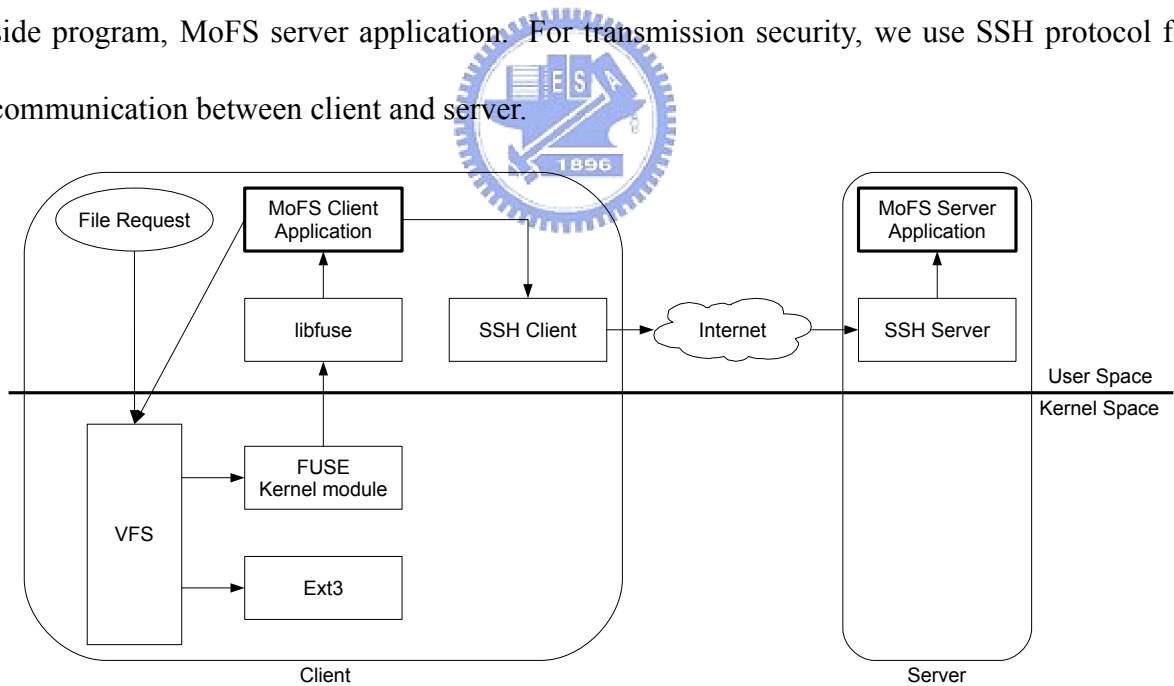 side program, MoFS server application. For transmission security, we use SSH protocol f
communication between client and server.
E S A
1896
File Request
MoFS Client
Application
MoFS Server
Application
libfuse
SSH Client
Internet
SSH Server
User Space
Kernel Space
FUSE
Kernel module
VFS
Ext3
Client
Server